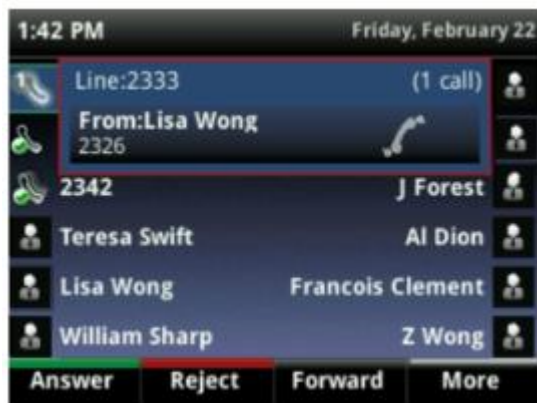 1:42 PM Friday, February 22
1
Line:2333 (1 call)
From:Lisa Wong
2326
2342 J Forest
Teresa Swift Al Dion
Lisa Wong Francois Clement
William Sharp Z Wong
Answer Reject Forward More